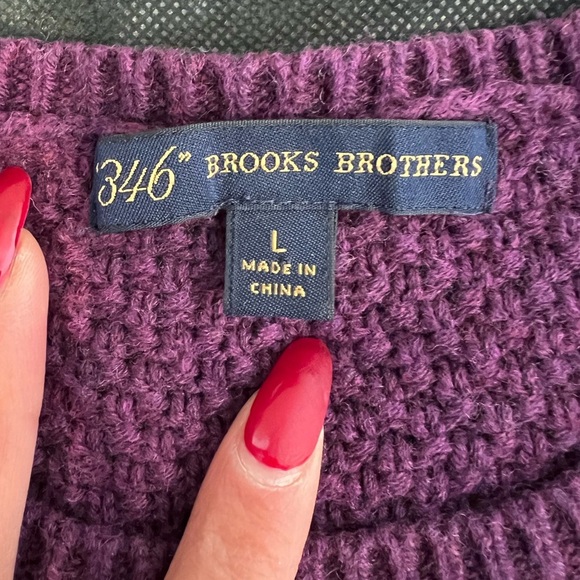 "346" BROOKS BROTHERS
L
MADE IN
CHINA